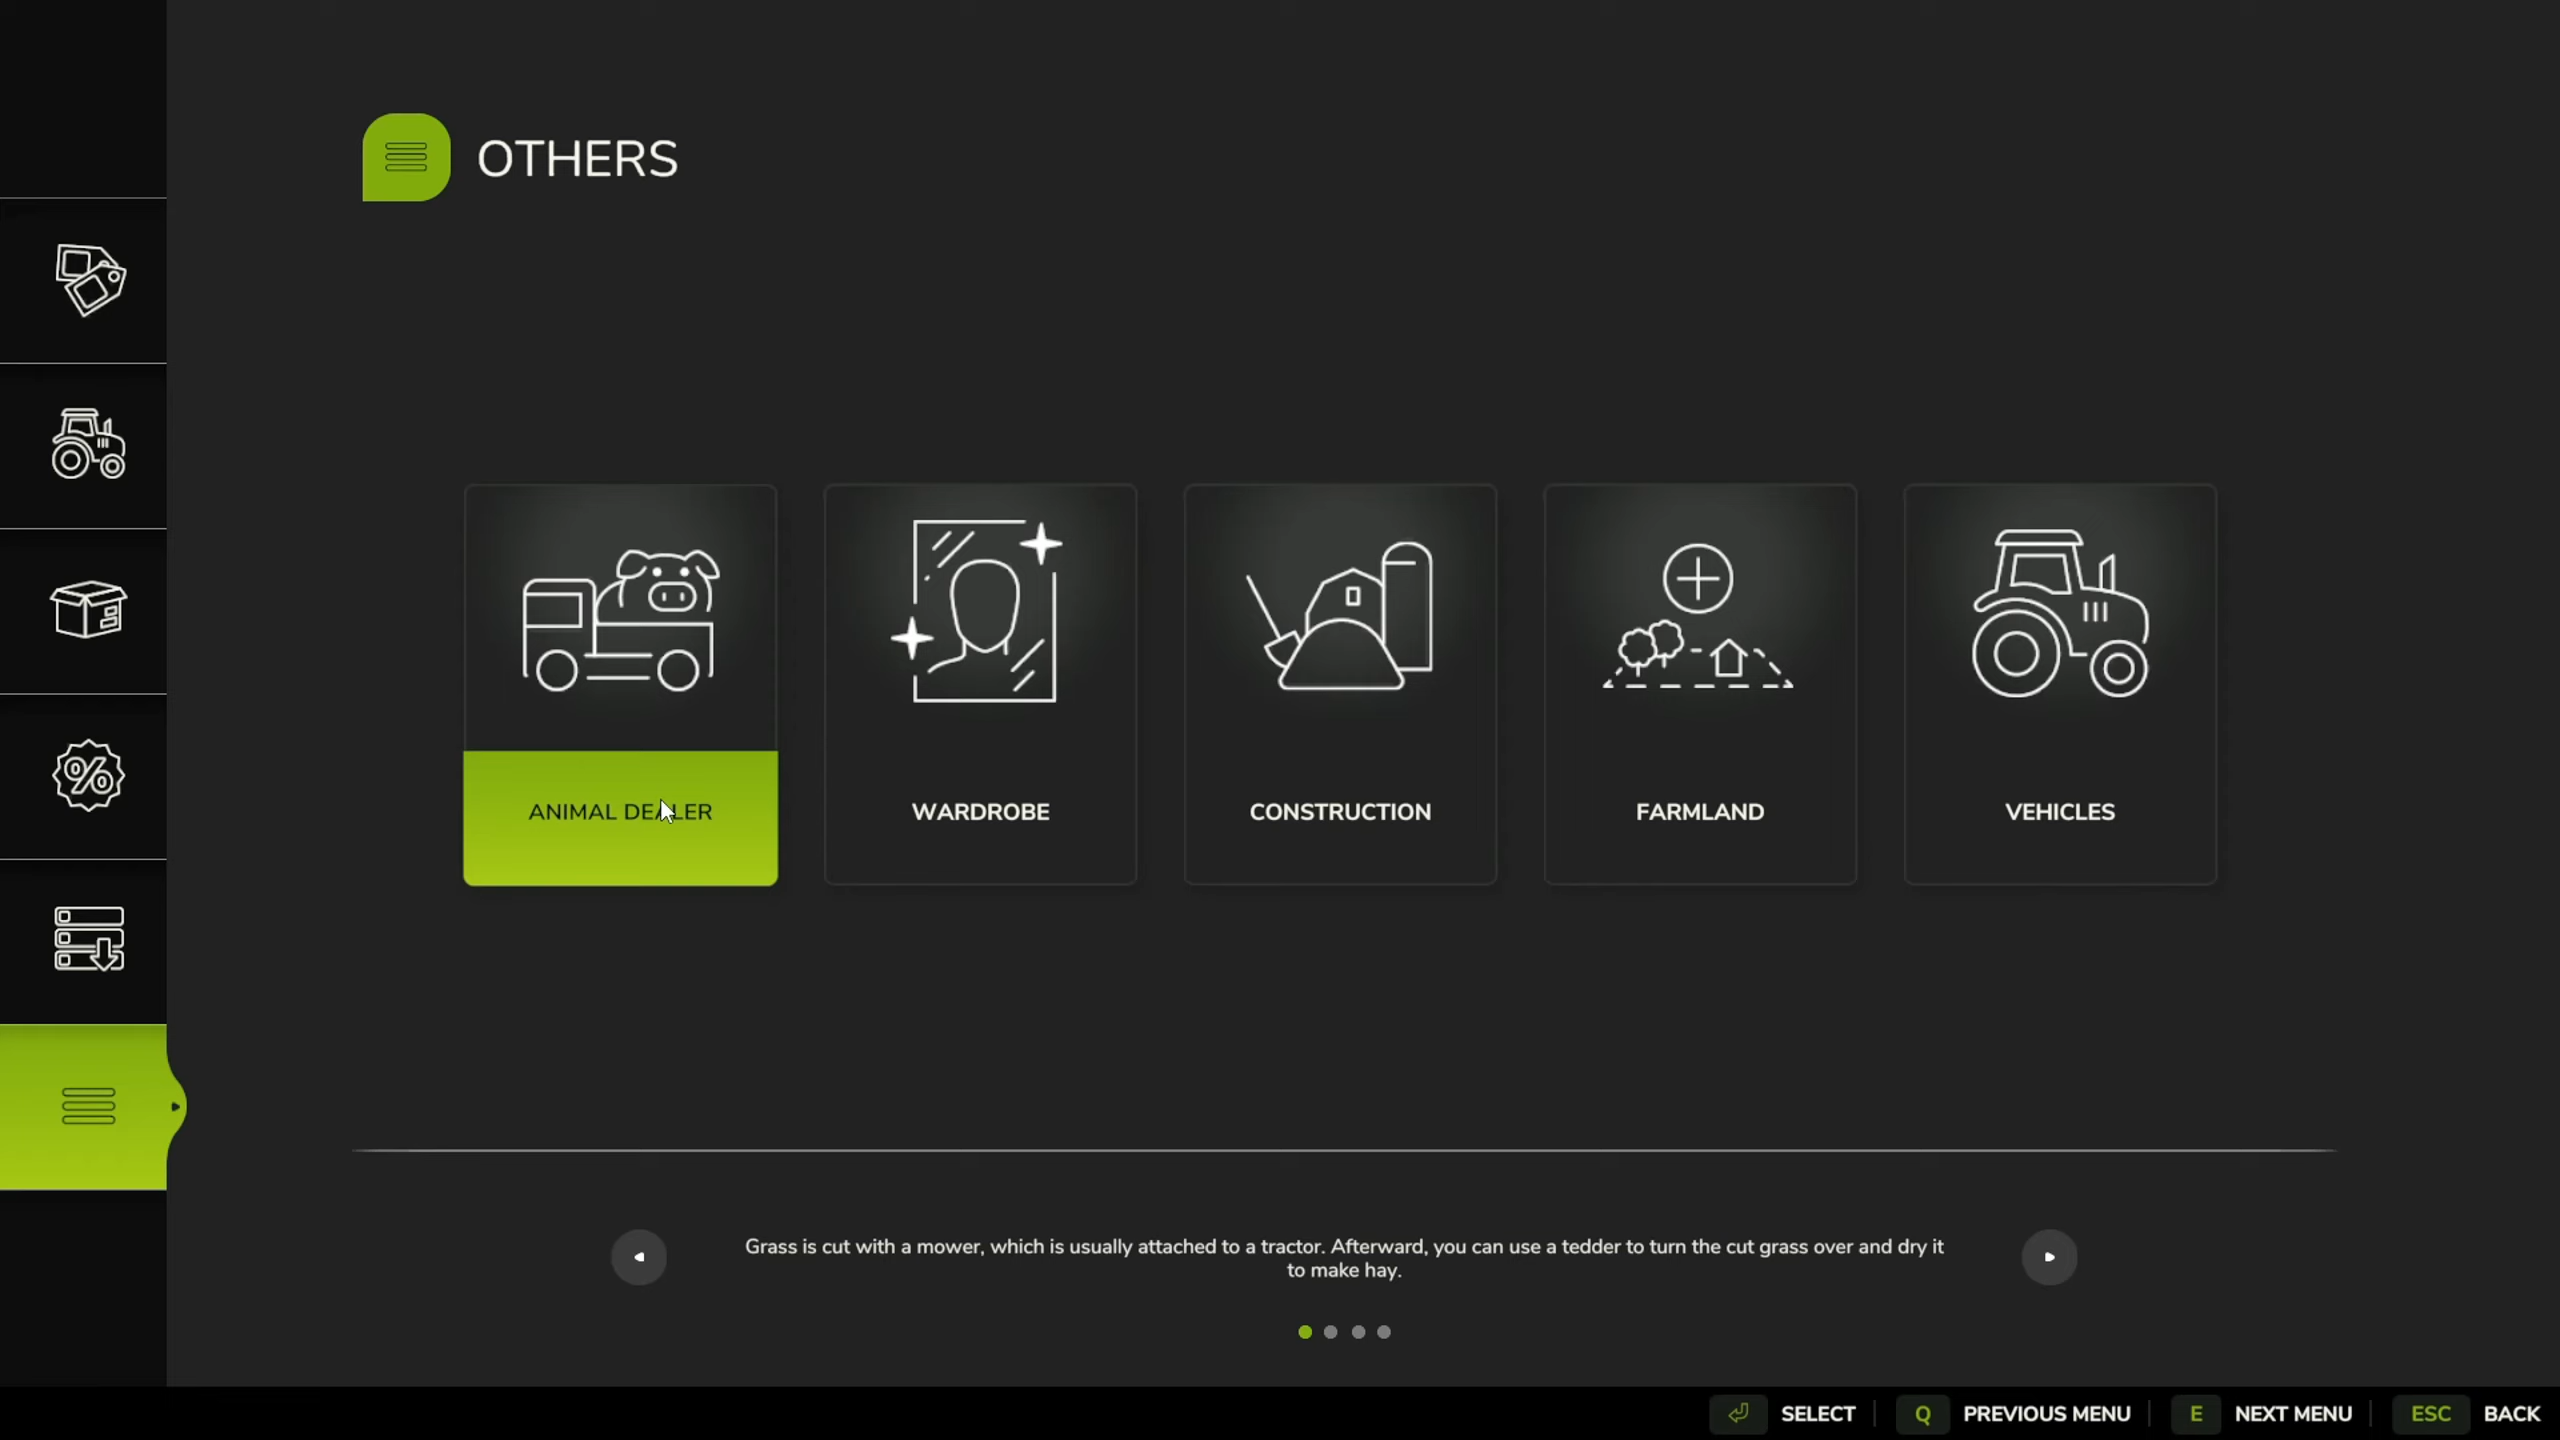 OTHERS
ANIMAL DEALER
WARDROBE
CONSTRUCTION
FARMLAND
VEHICLES
Grass is cut with a mower, which is usually attached to a tractor. Afterward, you can use a tedder to turn the cut grass over and dry it
to make hay.
SELECT
Q PREVIOUS MENU
E NEXT MENU
ESC BACK